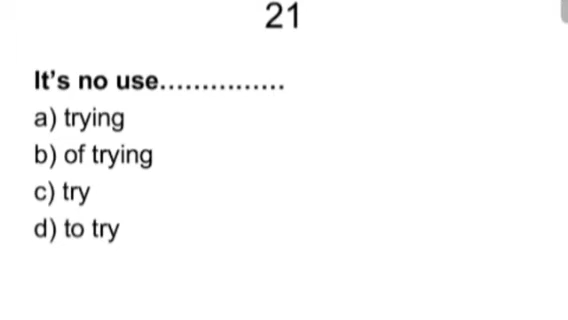 21
It's no use...............
a) trying
b) of trying
c) try
d) to try